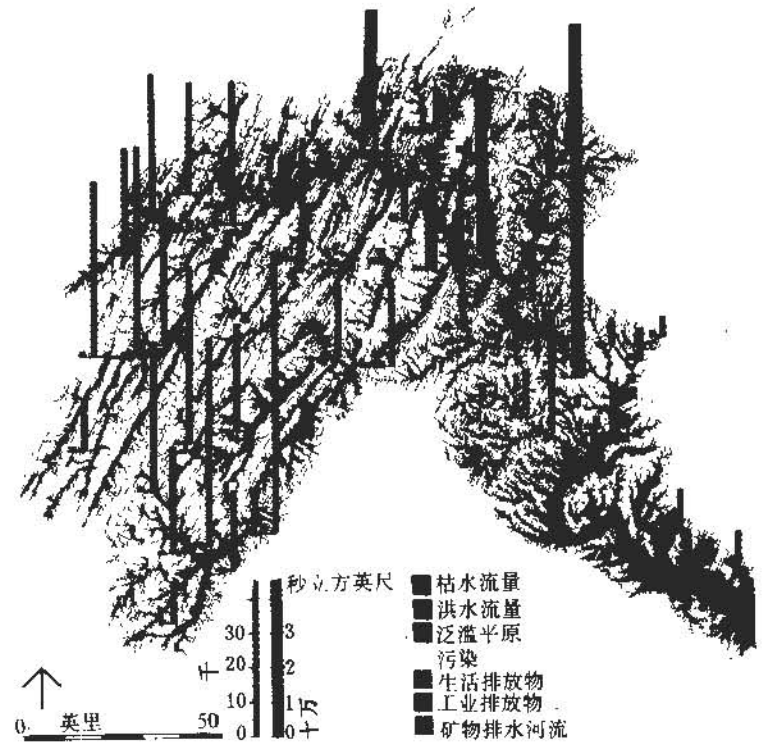 秒立方英尺
千
30
20
10
0
3
2
1
0
十万
枯水流量
洪水流量
泛滥平原
污染
生活排放物
工业排放物
矿物排水河流
0 英里 50